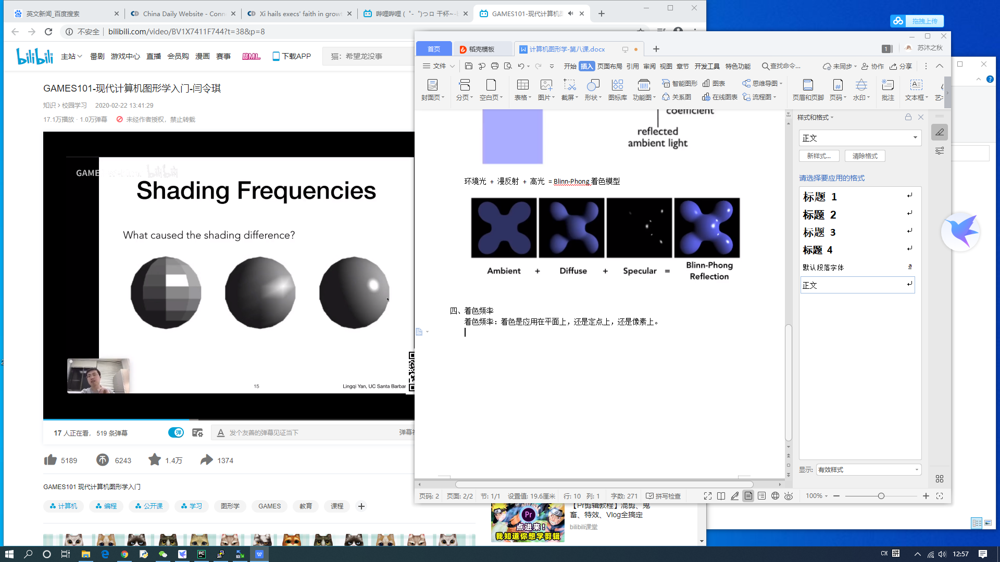 英文新闻_百度搜索
China Daily Website - Conn
Xi hails execs' faith in growt
哔哩哔哩 ( ゜- ゜)つロ 干杯~-
GAMES101-现代计算机图
不安全 | bilibili.com/video/BV1X7411F744?t=38&p=8
拖拽上传
bilibili
主站 番剧 游戏中心 直播 会员购 漫画 赛事 BML 下载APP
猫：希望龙没事
GAMES101-现代计算机图形学入门-闫令琪
知识 > 校园学习 2020-02-22 13:41:29
17.1万播放 · 1.0万弹幕 未经作者授权，禁止转载
GAME
bilibili
Shading Frequencies
What caused the shading difference?
15
Lingqi Yan, UC Santa Barbar
17 人正在看， 519 条弹幕
弹
发个友善的弹幕见证当下
5189
6243
1.4万
1374
GAMES101 现代计算机图形学入门
计算机 编程 公开课 学习 图形学 GAMES 教育 课程
首页
稻壳模板
计算机图形学-第八课.docx
1
苏沐之秋
文件
开始 插入 页面布局 引用 审阅 视图 章节 开发工具 特色功能 查找命令...
未同步 协作 分享
封面页 分页 空白页 表格 图片 截屏 形状 图标库 功能图
智能图形 图表 思维导图
关系图 在线图表 流程图
页眉和页脚 页码 水印 批注 文本框
coefficient
reflected
ambient light
环境光 + 漫反射 + 高光 = Blinn-Phong 着色模型
Ambient + Diffuse + Specular = Blinn-Phong
Reflection
四、着色频率
着色频率：着色是应用在平面上，还是定点上，还是像素上。
样式和格式
正文
新样式... 清除格式
请选择要应用的格式
标题 1
标题 2
标题 3
标题 4
默认段落字体 a
正文
显示: 有效样式
页码: 2 页面: 2/2 节: 1/1 设置值: 19.6厘米 行: 10 列: 1 字数: 271 拼写检查
100%
【Pr剪辑教程】混剪、鬼
畜、特效、Vlog全搞定
bilibili课堂
Pr
点进来！
我知道你想学剪辑
CH 拼 12:57